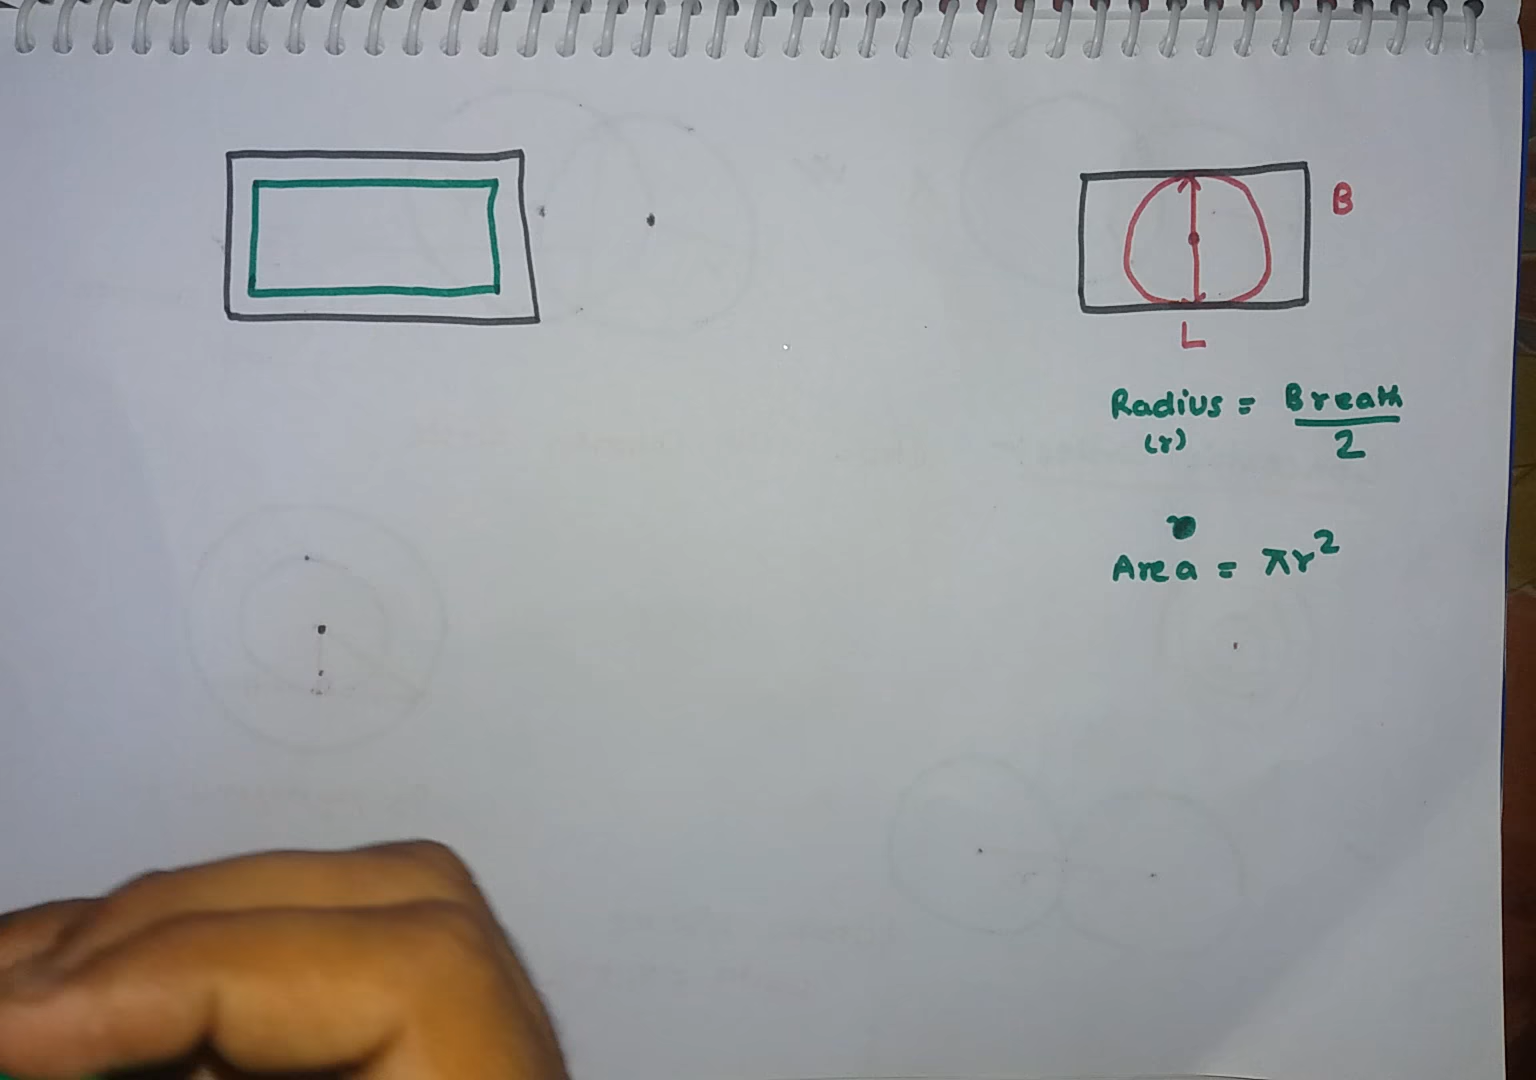 B
L
Radius = Breath
(r) 2
Area = πr²